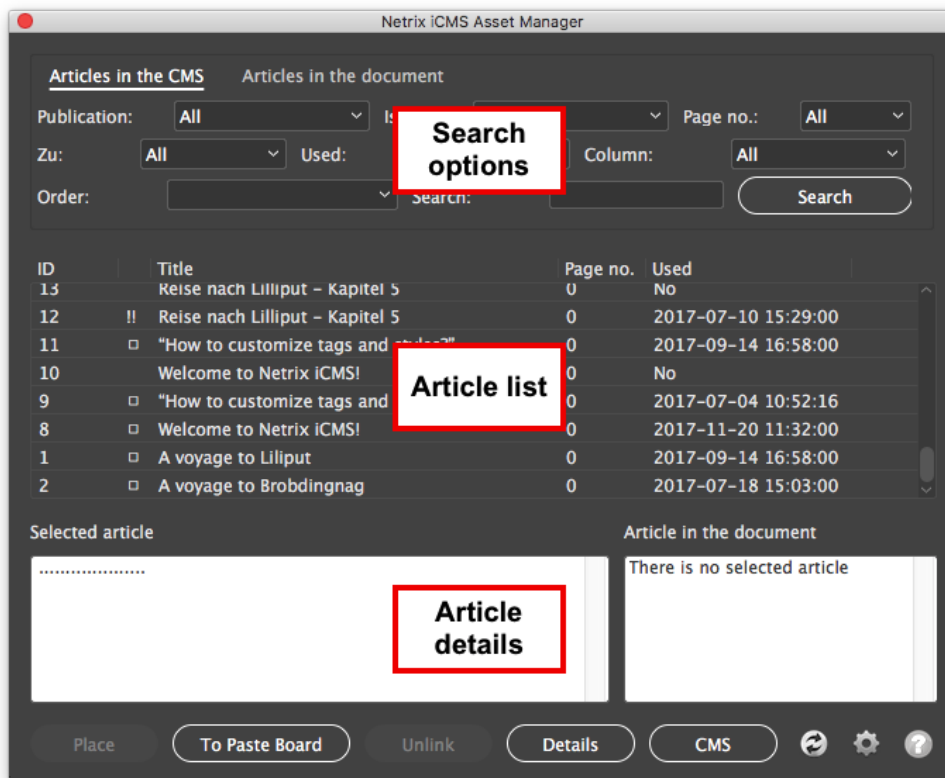 Netrix iCMS Asset Manager
Articles in the CMS Articles in the document
Publication: All Page no.: All
Zu: All Used: Column: All
Order: Search: Search
Search options
ID Title Page no. Used
13 Reise nach Lilliput – Kapitel 5 0 No
12 !! Reise nach Lilliput – Kapitel 5 0 2017-07-10 15:29:00
11 “How to customize tags and styles?” 0 2017-09-14 16:58:00
10 Welcome to Netrix iCMS! 0 No
9 “How to customize tags and 0 2017-07-04 10:52:16
8 Welcome to Netrix iCMS! 0 2017-11-20 11:32:00
1 A voyage to Liliput 0 2017-09-14 16:58:00
2 A voyage to Brobdingnag 0 2017-07-18 15:03:00
Article list
Selected article Article in the document
..................... There is no selected article
Article details
Place To Paste Board Unlink Details CMS ?